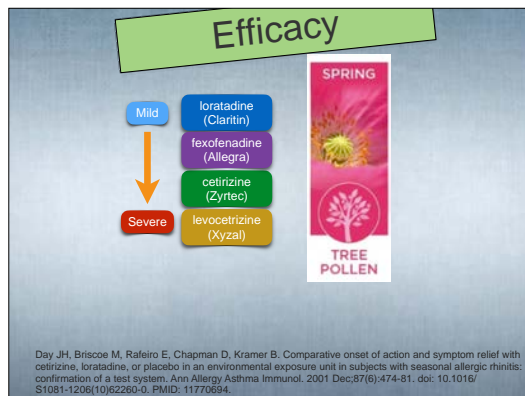 Efficacy
SPRING
Mild
loratadine
(Claritin)
fexofenadine
(Allegra)
cetirizine
(Zyrtec)
Severe
levocetrizine
(Xyzal)
TREE
POLLEN
Day JH, Briscoe M, Rafeiro E, Chapman D, Kramer B. Comparative onset of action and symptom relief with
cetirizine, loratadine, or placebo in an environmental exposure unit in subjects with seasonal allergic rhinitis:
confirmation of a test system. Ann Allergy Asthma Immunol. 2001 Dec;87(6):474-81. doi: 10.1016/
S1081-1206(10)62260-0. PMID: 11770694.